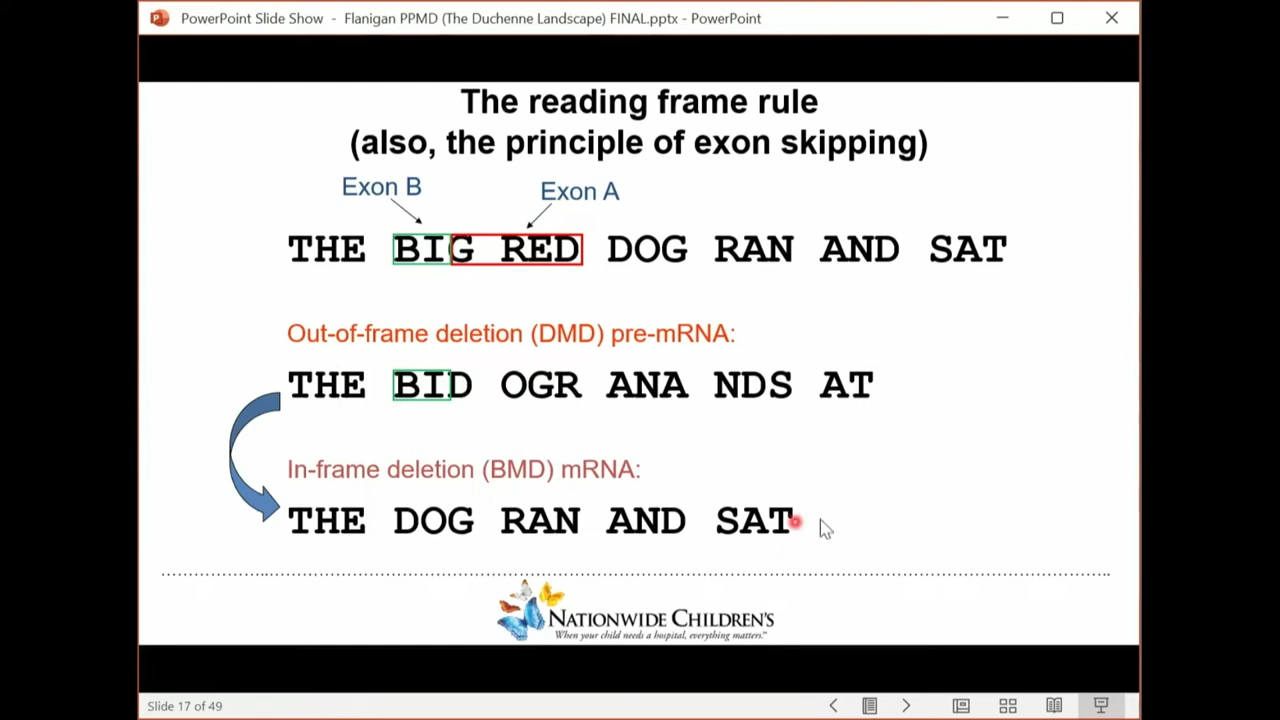 PowerPoint Slide Show - Flanigan PPMD (The Duchenne Landscape) FINAL.pptx - PowerPoint
The reading frame rule
(also, the principle of exon skipping)
Exon B
Exon A
THE BIG RED DOG RAN AND SAT
Out-of-frame deletion (DMD) pre-mRNA:
THE BID OGR ANA NDS AT
In-frame deletion (BMD) mRNA:
THE DOG RAN AND SAT
NATIONWIDE CHILDREN'S
When your child needs a hospital, everything matters.™
Slide 17 of 49